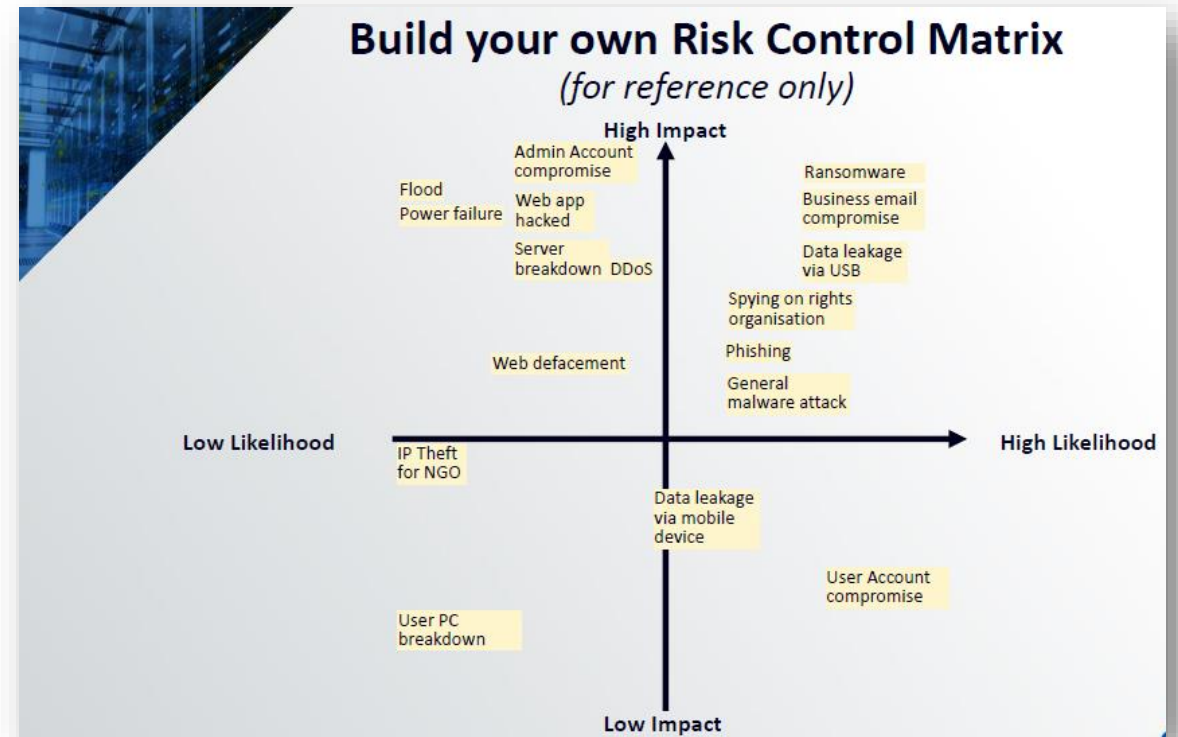 Build your own Risk Control Matrix
(for reference only)
High Impact
Admin Account
compromise
Flood
Power failure
Web app
hacked
Server
breakdown DDoS
Web defacement
Ransomware
Business email
compromise
Data leakage
via USB
Spying on rights
organisation
Phishing
General
malware attack
Low Likelihood
High Likelihood
IP Theft
for NGO
Data leakage
via mobile
device
User Account
compromise
User PC
breakdown
Low Impact